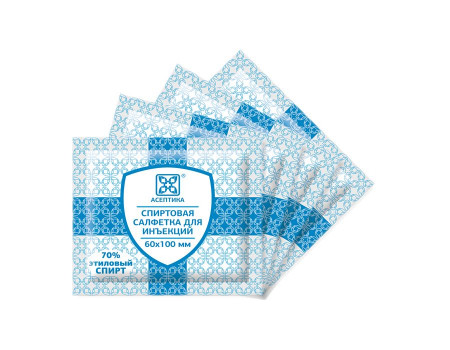 АСЕПТИКА
СПИРТОВАЯ
САЛФЕТКА ДЛЯ
ИНЪЕКЦИЙ
60х100 мм
70%
этиловый
СПИРТ